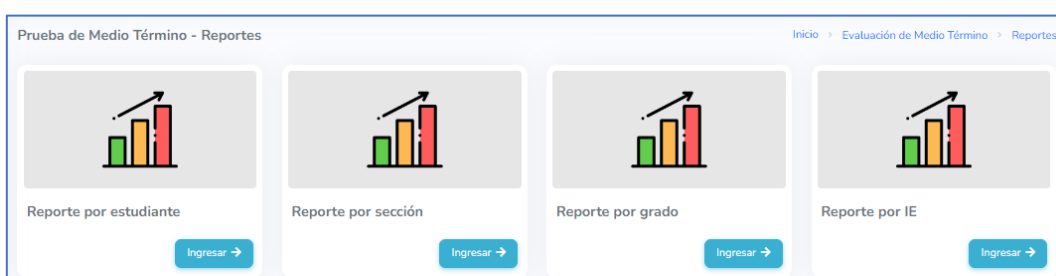 Prueba de Medio Término - Reportes
Inicio > Evaluación de Medio Término > Reportes
Reporte por estudiante
Ingresar →
Reporte por sección
Ingresar →
Reporte por grado
Ingresar →
Reporte por IE
Ingresar →